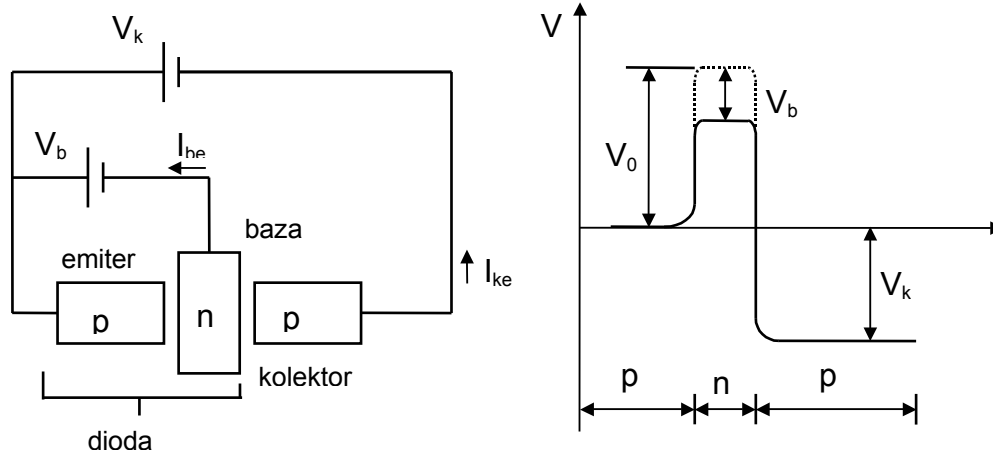 V_k
V_b
I_be
baza
emiter
p
n
p
I_ke
kolektor
dioda
V
V_b
V_0
V_k
p
n
p